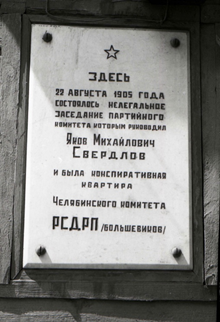 ЗДЕСЬ
22 АВГУСТА 1905 ГОДА
СОСТОЯЛОСЬ НЕЛЕГАЛЬНОЕ
ЗАСЕДАНИЕ ПАРТИЙНОГО
КОМИТЕТА КОТОРЫМ РУКОВОДИЛ
ЯКОВ МИХАЙЛОВИЧ
СВЕРДЛОВ
И БЫЛА КОНСПИРАТИВНАЯ
КВАРТИРА
ЧЕЛЯБИНСКОГО КОМИТЕТА
РСДРП /БОЛЬШЕВИКОВ/